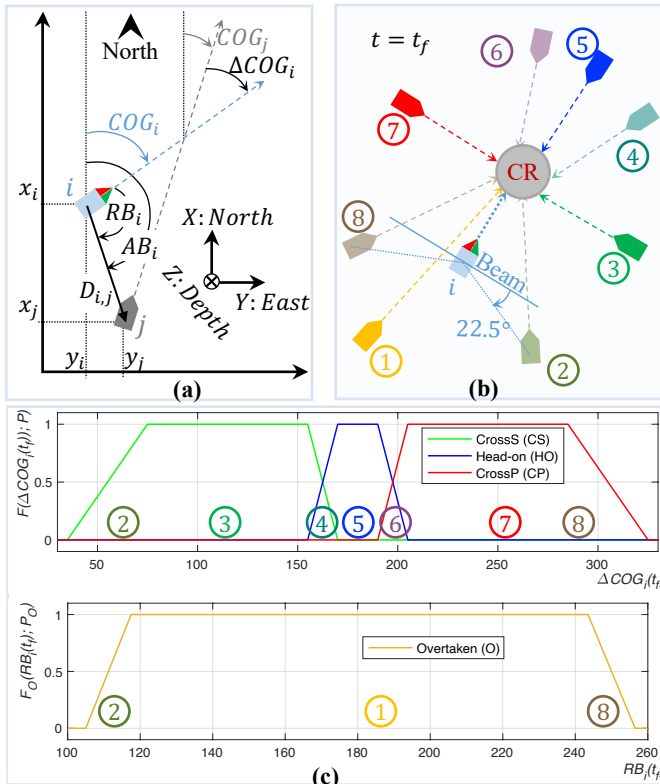 North
COG_j
ΔCOG_i
COG_i
x_i
i
RB_i
AB_i
X: North
Z: Depth
Y: East
D_{i,j}
x_j
j
y_i
y_j
(a)
t = t_f
6
5
7
4
CR
8
3
i
Beam
22.5°
1
2
(b)
F(ΔCOG_i(t_f); P)
1
0.5
0
CrossS (CS)
Head-on (HO)
CrossP (CP)
2
3
4
5
6
7
8
50
100
150
200
250
300
ΔCOG_i(t_f
F_O(RB_i(t_f); P_O)
1
0.5
0
Overtaken (O)
2
1
8
100
120
140
160
180
200
220
240
260
RB_i(t_f
(c)